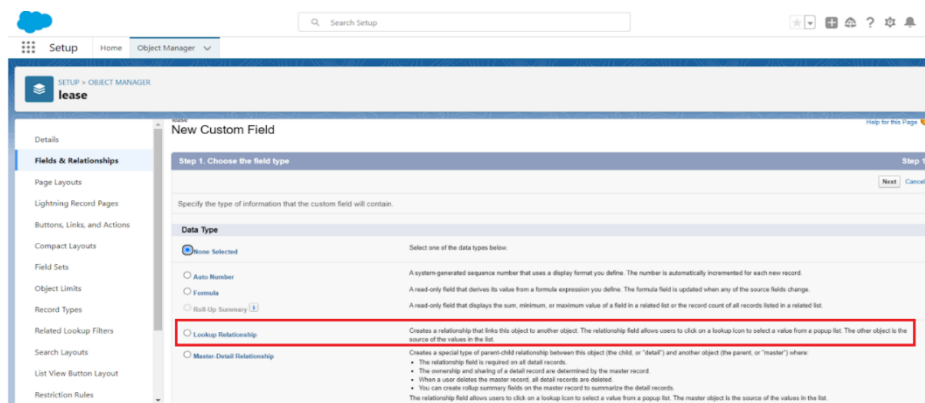 Search Setup
Setup Home Object Manager
SETUP > OBJECT MANAGER
lease
Details
Fields & Relationships
Page Layouts
Lightning Record Pages
Buttons, Links, and Actions
Compact Layouts
Field Sets
Object Limits
Record Types
Related Lookup Filters
Search Layouts
List View Button Layout
Restriction Rules
New Custom Field
Help for this Page
Step 1. Choose the field type
Step 1
Next Cancel
Specify the type of information that the custom field will contain.
Data Type
None Selected Select one of the data types below.
Auto Number A system-generated sequence number that uses a display format you define. The number is automatically incremented for each new record.
Formula A read-only field that derives its value from a formula expression you define. The formula field is updated when any of the source fields change.
Roll-Up Summary A read-only field that displays the sum, minimum, or maximum value of a field in a related list or the record count of all records listed in a related list.
Lookup Relationship Creates a relationship that links this object to another object. The relationship field allows users to click on a lookup icon to select a value from a popup list. The other object is the
source of the values in the list.
Master-Detail Relationship Creates a special type of parent-child relationship between this object (the child, or "detail") and another object (the parent, or "master") where:
• The relationship field is required on all detail records.
• The ownership and sharing of a detail record are determined by the master record.
• When a user deletes the master record, all detail records are deleted.
• You can create rollup summary fields on the master record to summarize the detail records.
The relationship field allows users to click on a lookup icon to select a value from a popup list. The master object is the source of the values in the list.